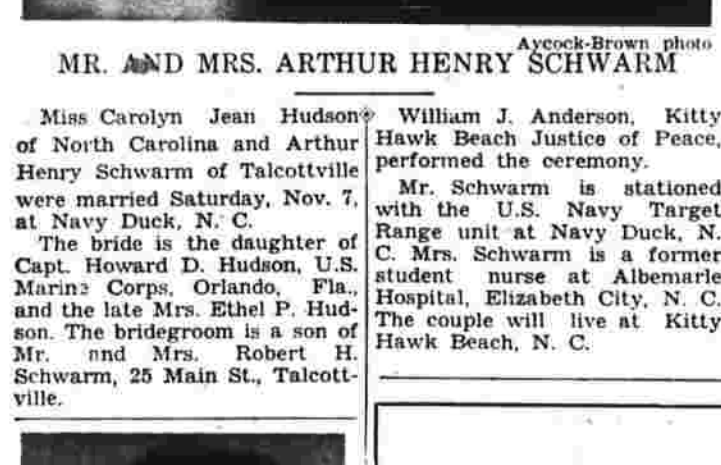 Aycock-Brown photo
MR. AND MRS. ARTHUR HENRY SCHWARM
Miss Carolyn Jean Hudson
of North Carolina and Arthur
Henry Schwarm of Talcottville
were married Saturday, Nov. 7,
at Navy Duck, N. C.
The bride is the daughter of
Capt. Howard D. Hudson, U.S.
Marine Corps, Orlando, Fla.,
and the late Mrs. Ethel P. Hud-
son. The bridegroom is a son of
Mr. and Mrs. Robert H.
Schwarm, 25 Main St., Talcott-
ville.
William J. Anderson, Kitty
Hawk Beach Justice of Peace,
performed the ceremony.
Mr. Schwarm is stationed
with the U.S. Navy Target
Range unit at Navy Duck, N.
C. Mrs. Schwarm is a former
student nurse at Albemarle
Hospital, Elizabeth City, N. C.
The couple will live at Kitty
Hawk Beach, N. C.